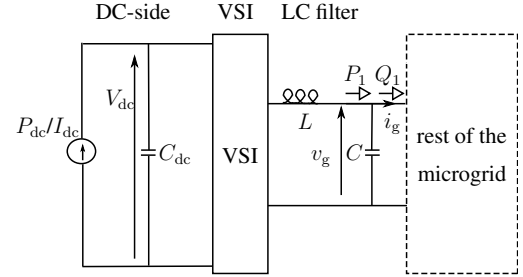 DC-side VSI LC filter
P_dc/I_dc
V_dc
C_dc
VSI
L
P_1 Q_1
v_g
C
i_g
rest of the
microgrid